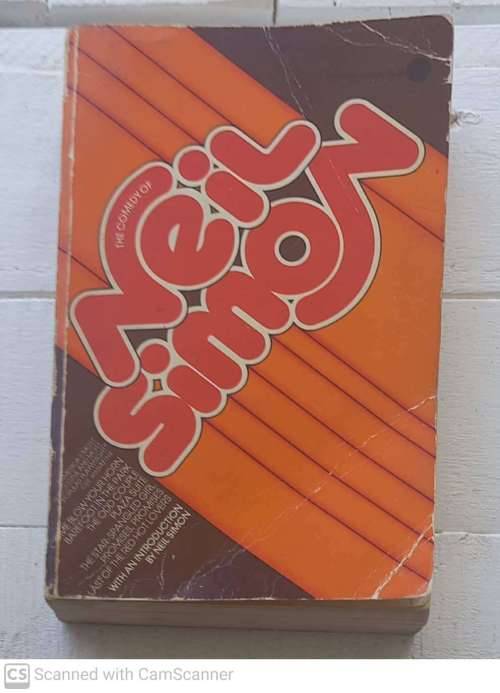 THE COMEDY OF
Neil
Simon
COME BLOW YOUR HORN
BAREFOOT IN THE PARK
THE ODD COUPLE
PLAZA SUITE
THE STAR-SPANGLED GIRL
PROMISES, PROMISES
LAST OF THE RED HOT LOVERS
WITH AN INTRODUCTION
BY NEIL SIMON
CS Scanned with CamScanner